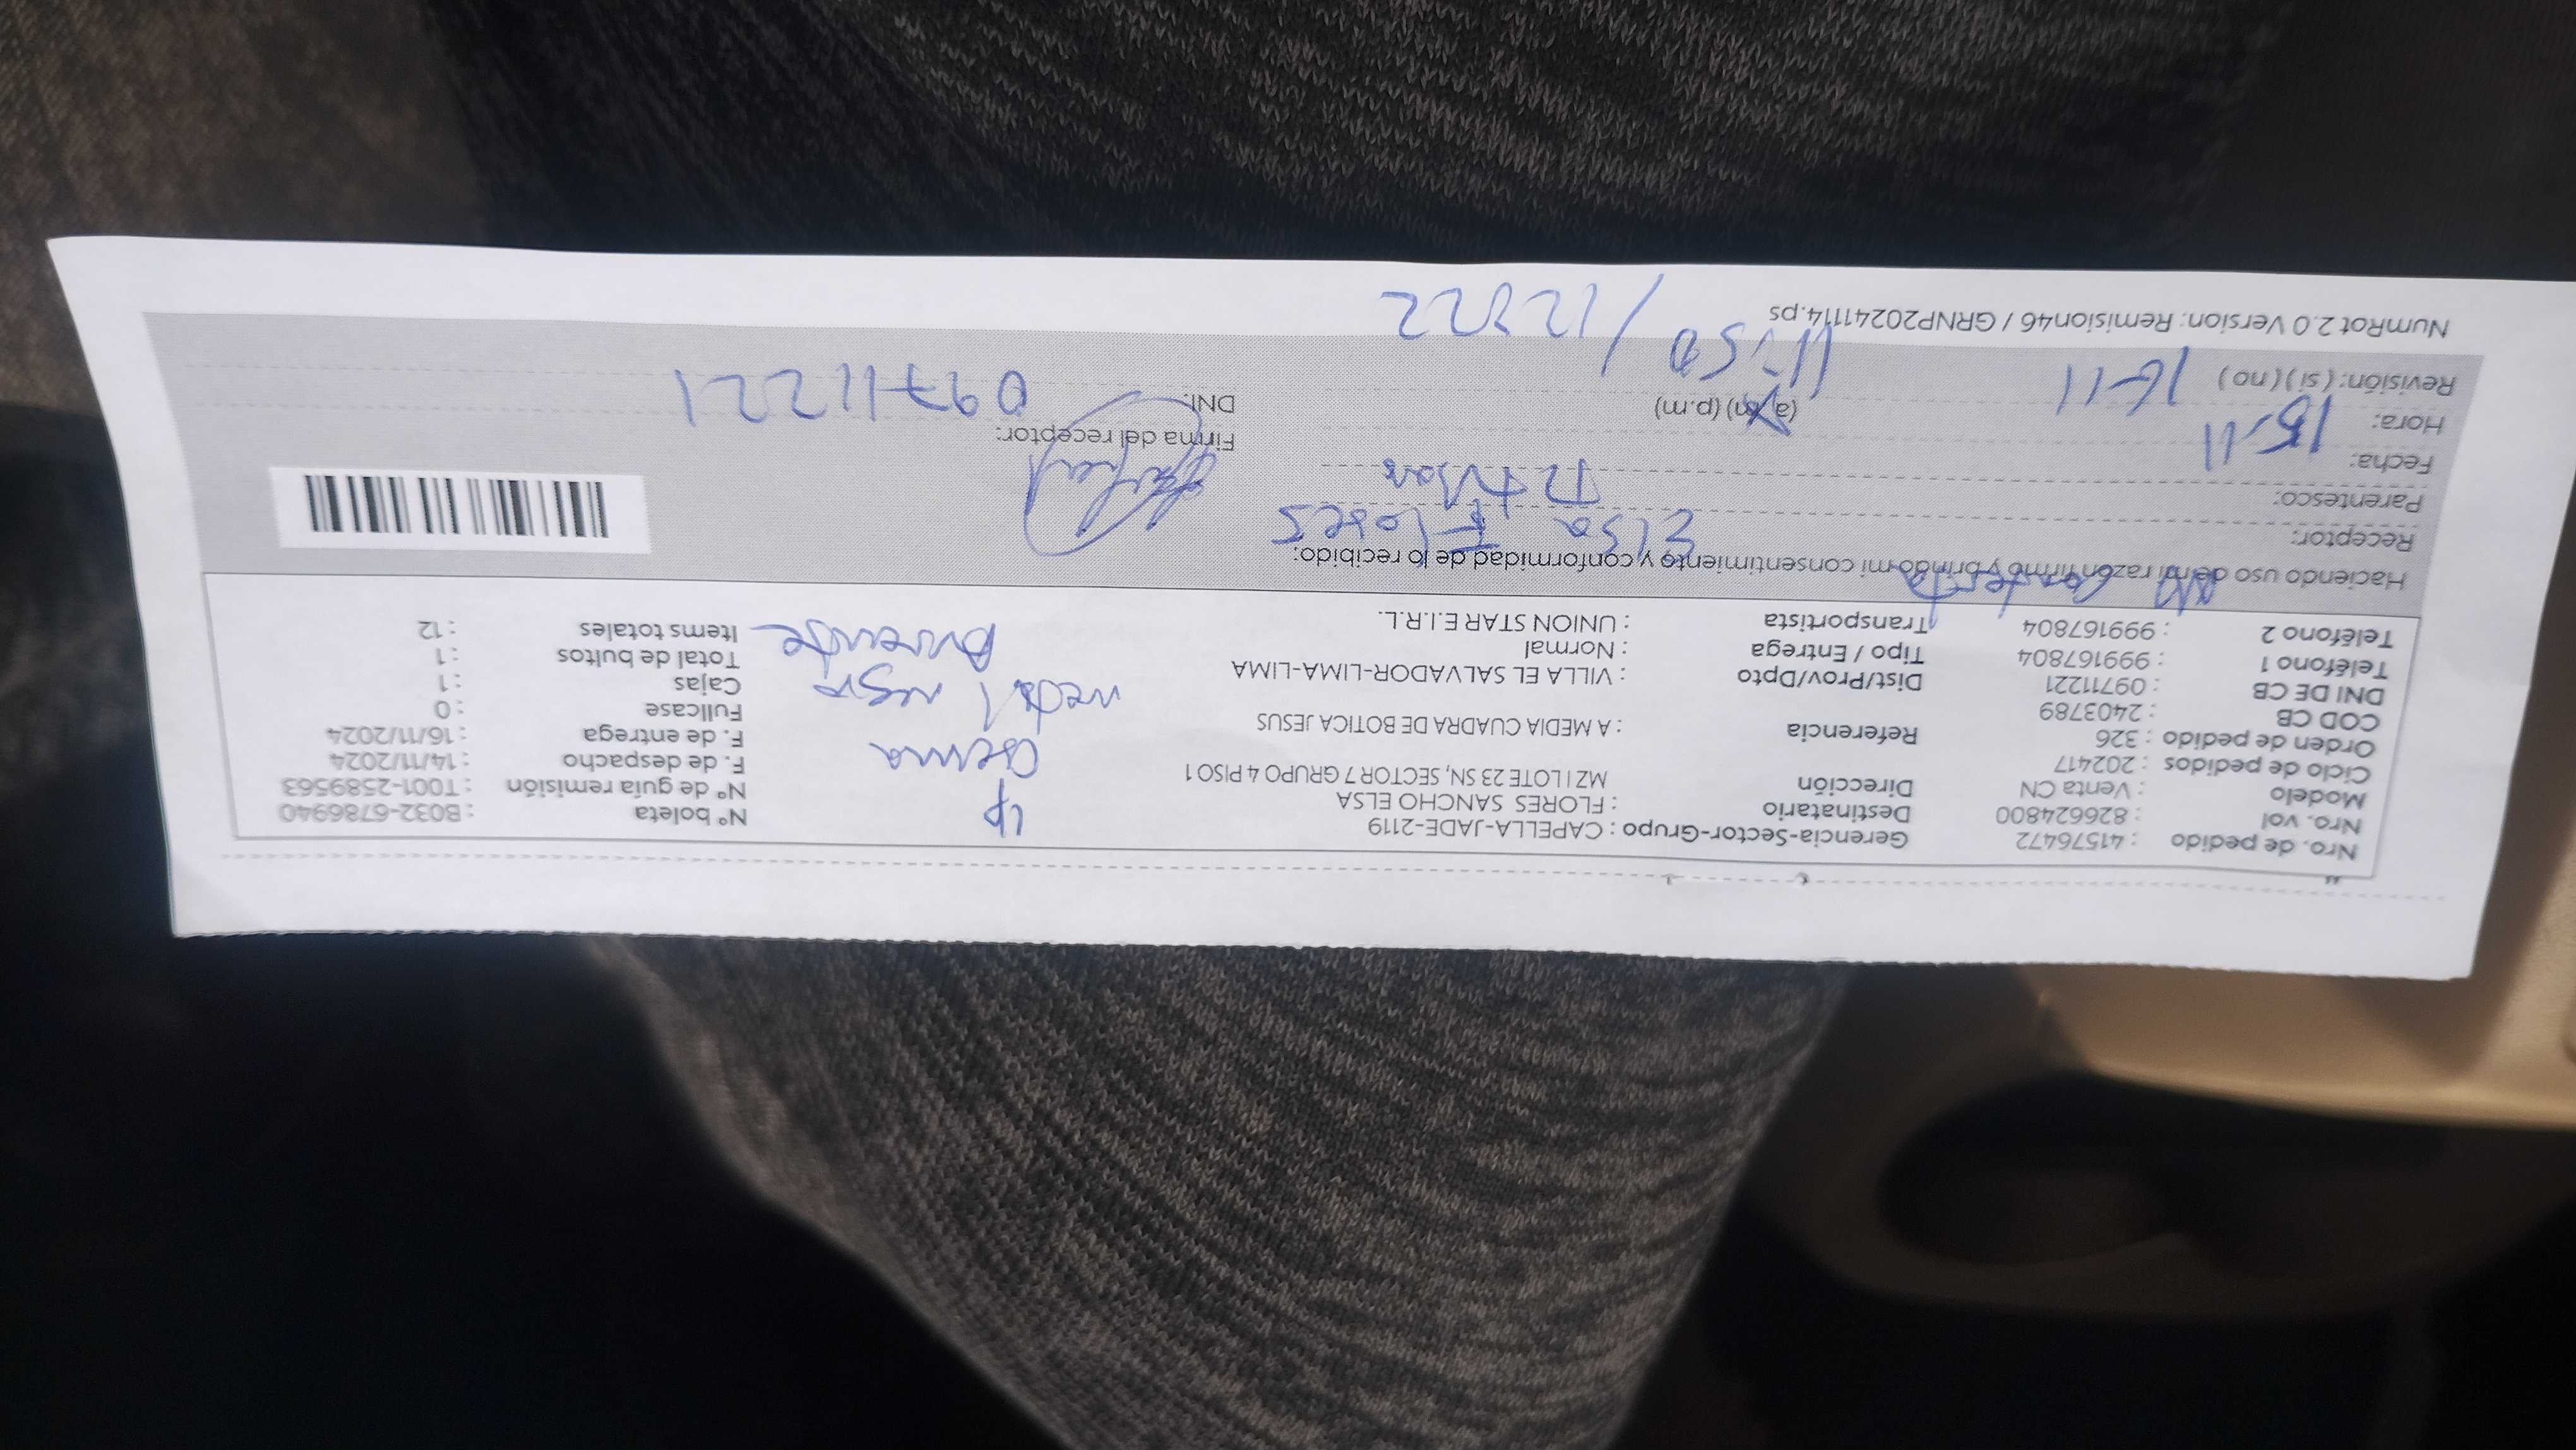 Nro. de pedido : 41576472 Gerencia-Sector-Grupo : CAPELLA-JADE-2119 Nº boleta : B032-6786940
Nro. vol : 826624800 Destinatario : FLORES SANCHO ELSA Nº de guía remisión : T001-2589563
Modelo : Venta CN Dirección MZ I LOTE 23 SN, SECTOR 7 GRUPO 4 PISO 1 F. de despacho : 14/11/2024
Ciclo de pedidos : 202417 F. de entrega : 16/11/2024
Orden de pedido : 326 Referencia : A MEDIA CUADRA DE BOTICA JESUS Fullcase : 0
COD CB : 2403789 Cajas : 1
DNI DE CB : 09711221 Dist/Prov/Dpto : VILLA EL SALVADOR-LIMA-LIMA Total de bultos : 1
Teléfono 1 : 999167804 Tipo / Entrega : Normal Items totales : 12
Teléfono 2 : 999167804 Transportista : UNION STAR E.I.R.L.
1P
crema
metal negro
Haciendo uso de mi razón firmo y brindo mi consentimiento y conformidad de lo recibido:
Receptor: Elsa Flores
Parentesco: Titular
Fecha: 15-11 16-11
Firma del receptor:
Hora: (a.m) (p.m) 11:50
DNI: 09711221
Revisión: (si) (no)
NumRot 2.0 Version: Remision46 / GRNP20241114.ps